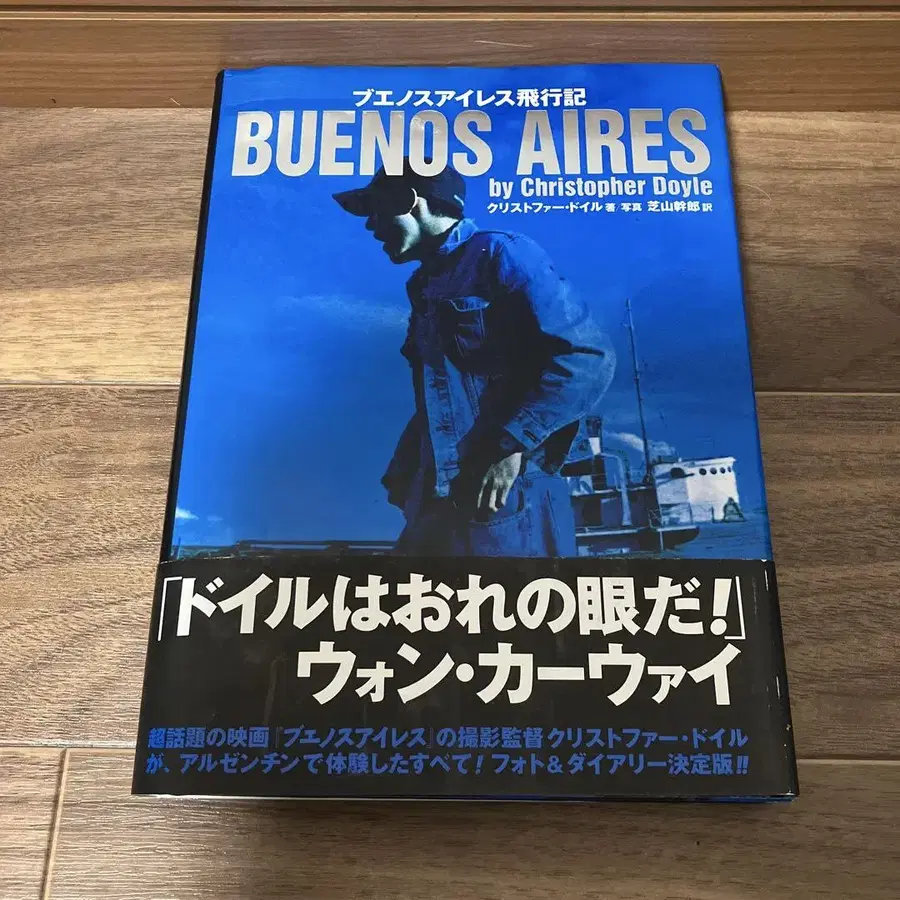 ブエノスアイレス飛行記
BUENOS AIRES
by Christopher Doyle
クリストファー・ドイル 著/写真 芝山幹郎 訳
「ドイルはおれの眼だ!」
ウォン・カーウァイ
超話題の映画『ブエノスアイレス』の撮影監督クリストファー・ドイル
が、アルゼンチンで体験したすべて! フォト&ダイアリー決定版!!